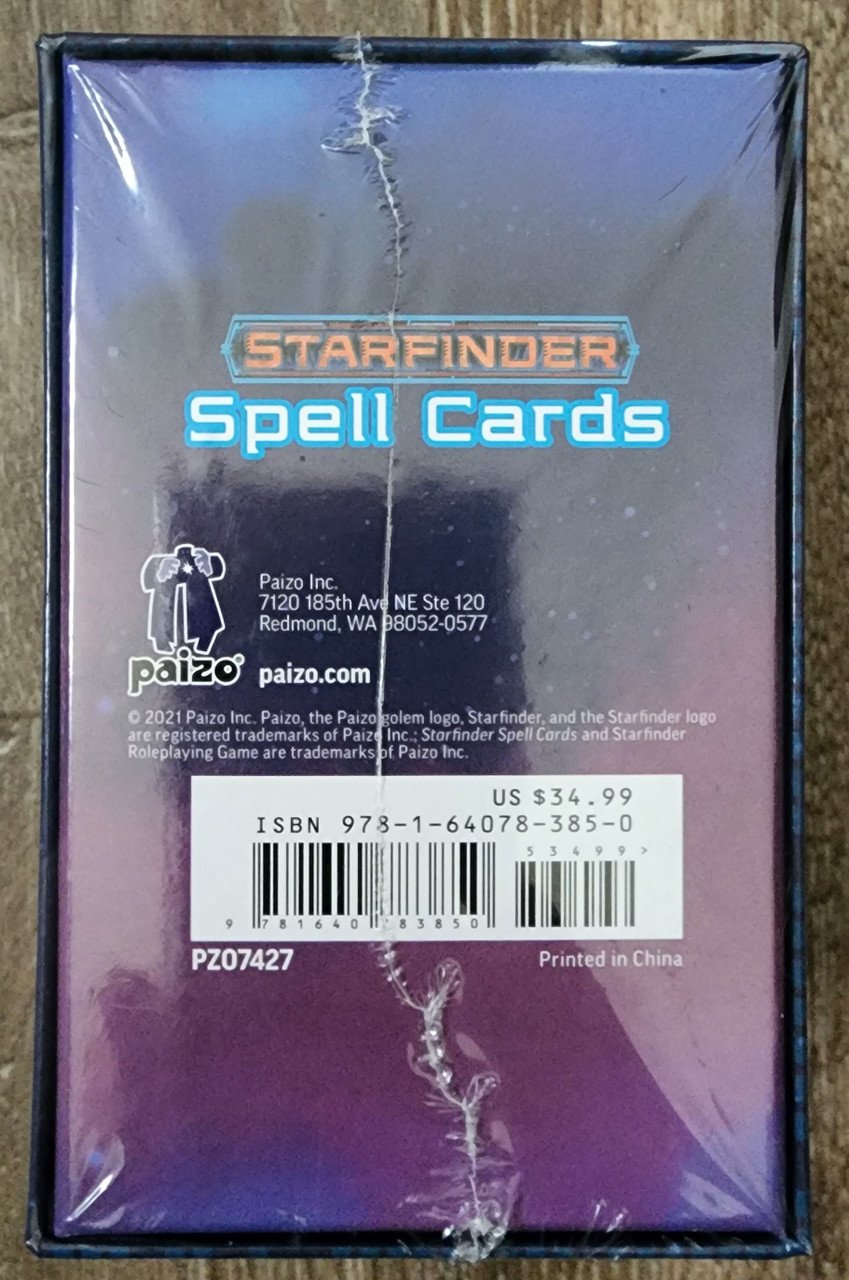 STARFINDER
Spell Cards
Paizo Inc.
7120 185th Ave NE Ste 120
Redmond, WA 98052-0577
paizo®
paizo.com
© 2021 Paizo Inc. Paizo, the Paizo golem logo, Starfinder, and the Starfinder logo
are registered trademarks of Paizo Inc.; Starfinder Spell Cards and Starfinder
Roleplaying Game are trademarks of Paizo Inc.
US $34.99
ISBN 978-1-64078-385-0
53499>
9 781640 783850
PZO7427
Printed in China